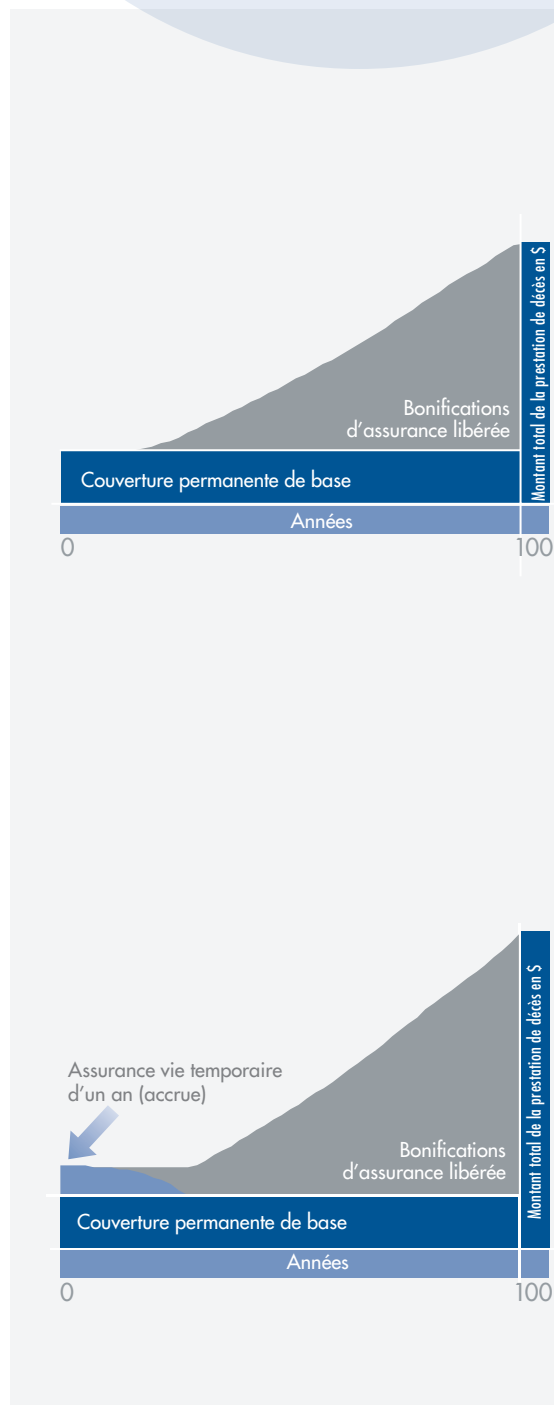 Montant total de la prestation de décès en $
Bonifications
d’assurance libérée
Couverture permanente de base
Années
0
100
Assurance vie temporaire
d’un an (accrue)
Montant total de la prestation de décès en $
Bonifications
d’assurance libérée
Couverture permanente de base
Années
0
100